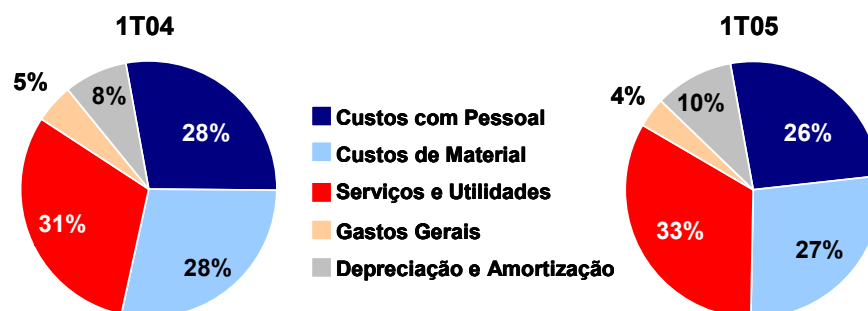 1T04
5%
8%
28%
31%
28%
Custos com Pessoal
Custos de Material
Serviços e Utilidades
Gastos Gerais
Depreciação e Amortização
1T05
4%
10%
26%
33%
27%